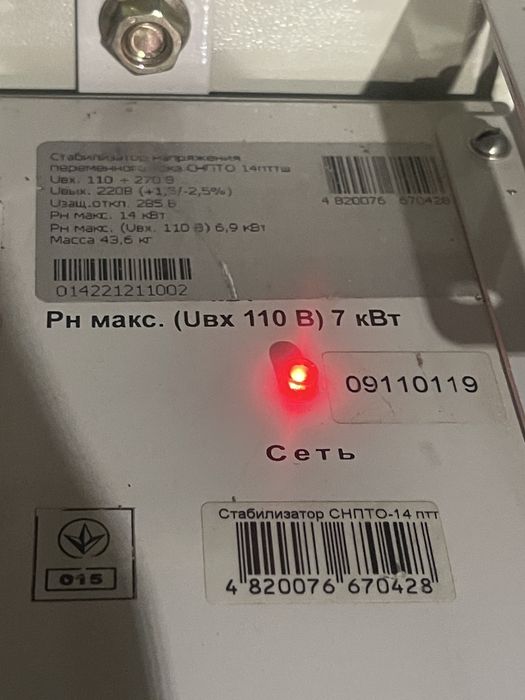 Стабилизатор напряжения
переменного тока СНПТО 14пттш
Uвх. 110 ÷ 270 В
Uвых. 220В (+1,3/-2,5%)
Uзащ.откл. 285 В
Рн макс. 14 кВт
Рн макс. (Uвх. 110 В) 6,9 кВт
Масса 43,6 кг
4 820076 670428
014221211002
Рн макс. (Uвх 110 В) 7 кВт
09110119
Сеть
Стабилизатор СНПТО-14 птт
4 820076 670428
015